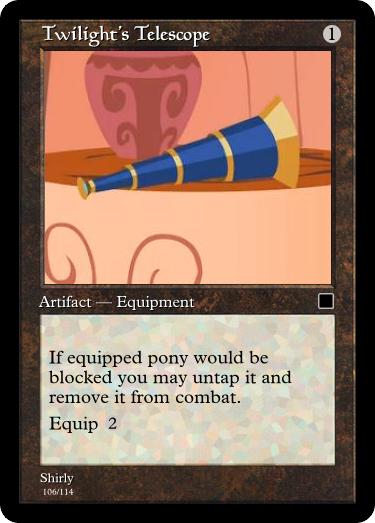 Twilight's Telescope 1
Artifact — Equipment
If equipped pony would be
blocked you may untap it and
remove it from combat.
Equip 2
Shirly
106/114